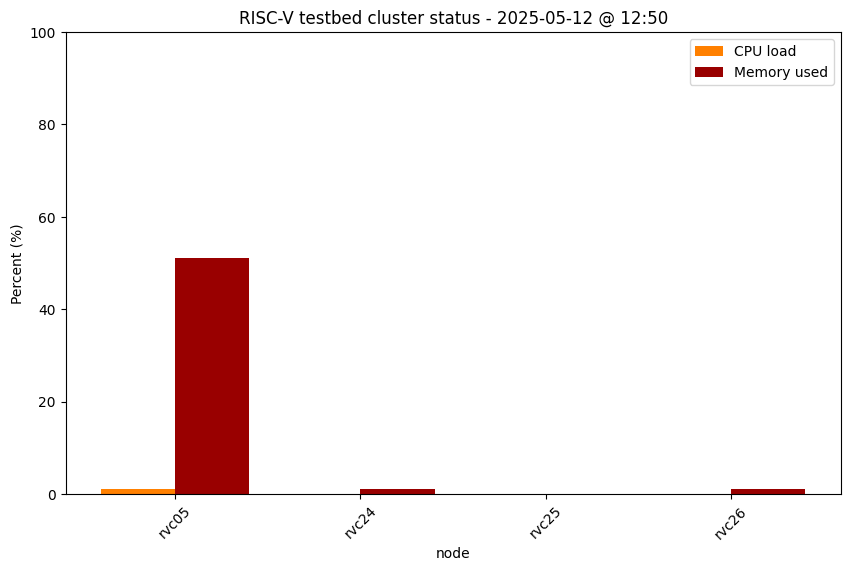 RISC-V testbed cluster status - 2025-05-12 @ 12:50
CPU load
Memory used
Percent (%)
100
80
60
40
20
0
rvc05
rvc24
rvc25
rvc26
node